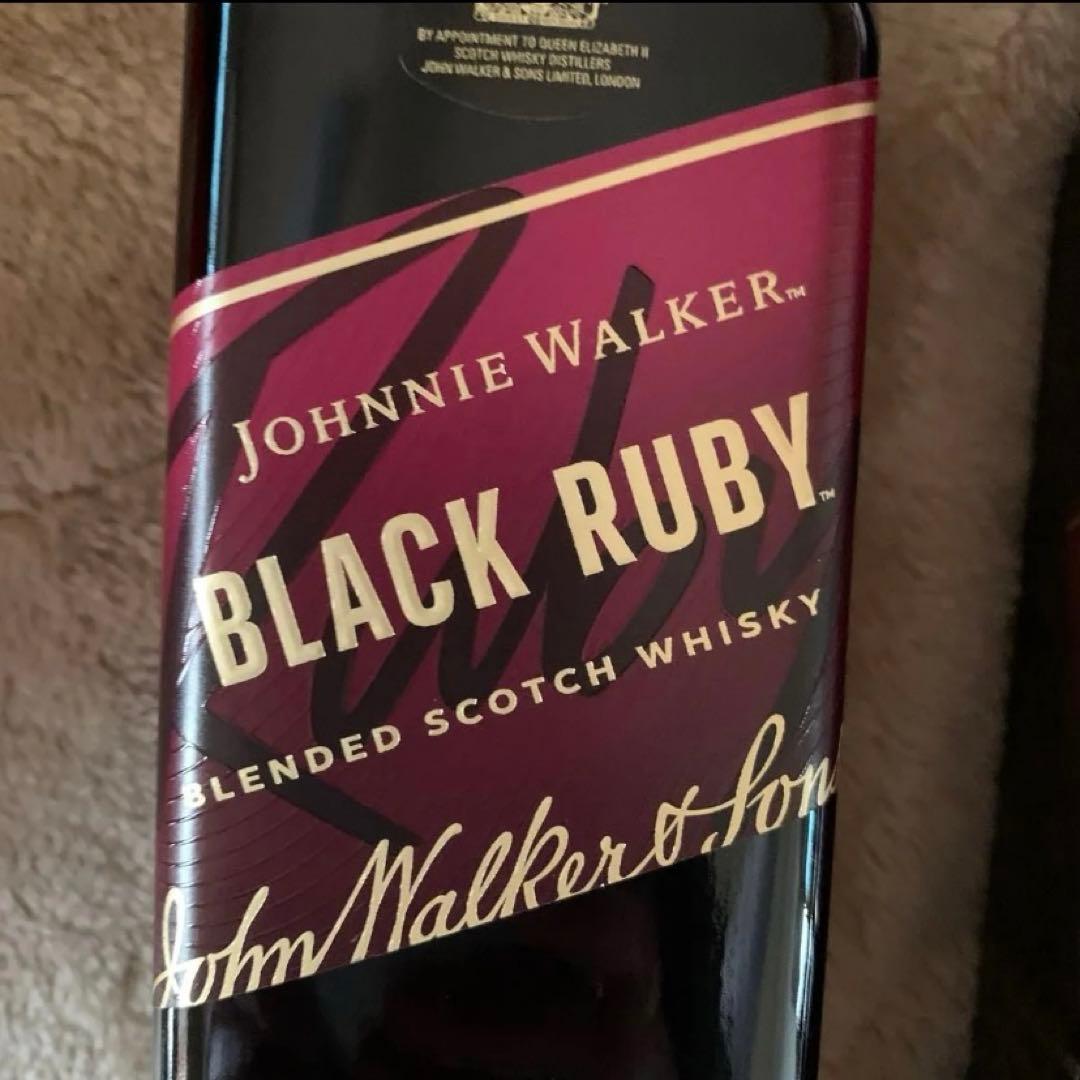 BY APPOINTMENT TO QUEEN ELIZABETH II
SCOTCH WHISKY DISTILLERS
JOHN WALKER & SONS LIMITED, LONDON
JOHNNIE WALKER™
BLACK RUBY™
Ruby
BLENDED SCOTCH WHISKY
John Walker & Son